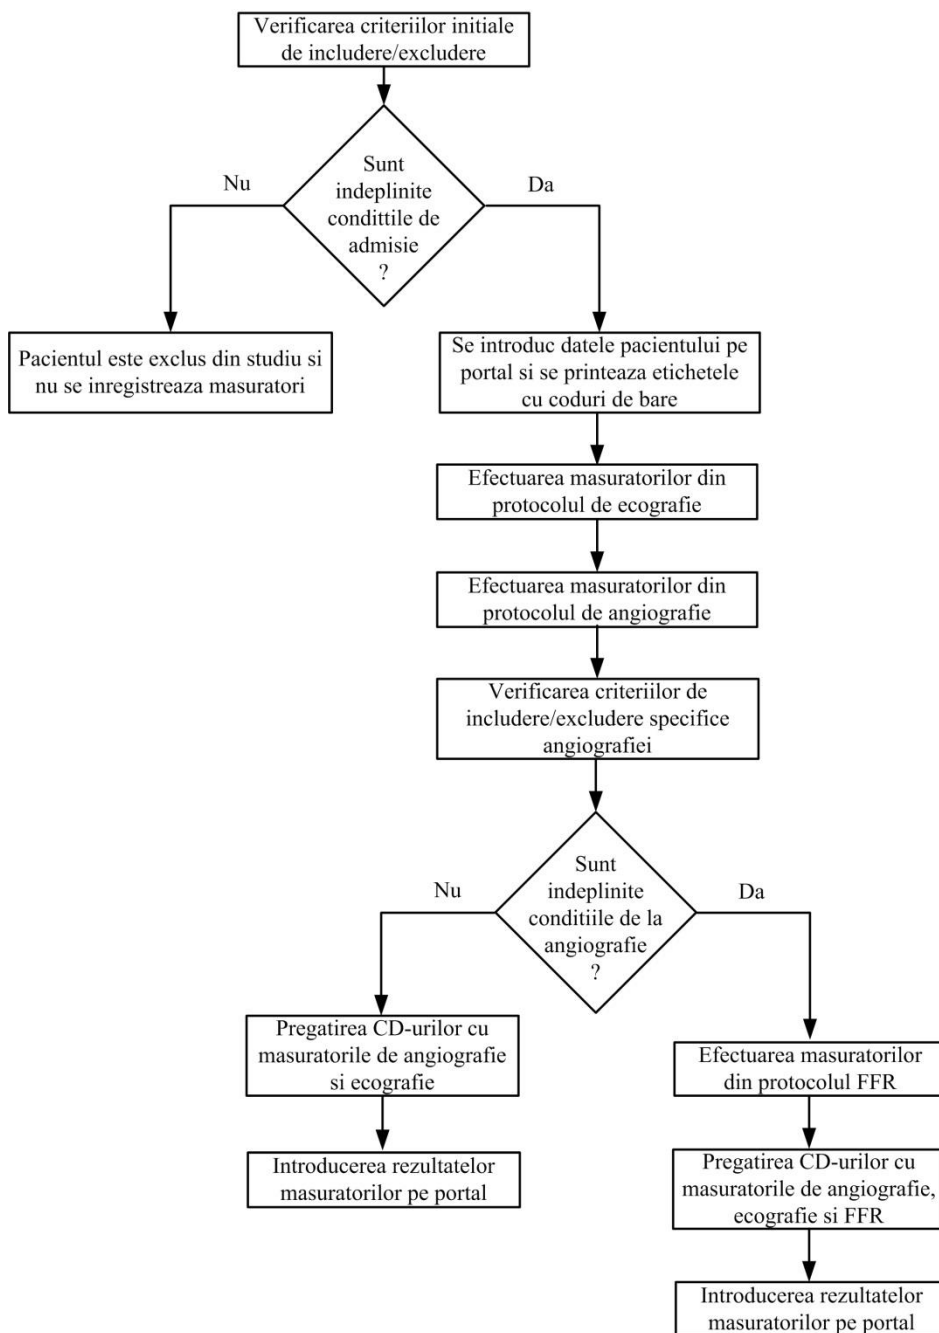 Verificarea criteriilor initiale
de includere/excludere
Sunt
indeplinite
condittile de
admisie
?
Nu
Da
Pacientul este exclus din studiu si
nu se inregistreaza masuratori
Se introduc datele pacientului pe
portal si se printeaza etichetele
cu coduri de bare
Efectuarea masuratorilor din
protocolul de ecografie
Efectuarea masuratorilor din
protocolul de angiografie
Verificarea criteriilor de
includere/excludere specifice
angiografiei
Sunt
indeplinite
conditiile de la
angiografie
?
Nu
Da
Pregatirea CD-urilor cu
masuratorile de angiografie
si ecografie
Introducerea rezultatelor
masuratorilor pe portal
Efectuarea masuratorilor
din protocolul FFR
Pregatirea CD-urilor cu
masuratorile de angiografie,
ecografie si FFR
Introducerea rezultatelor
masuratorilor pe portal